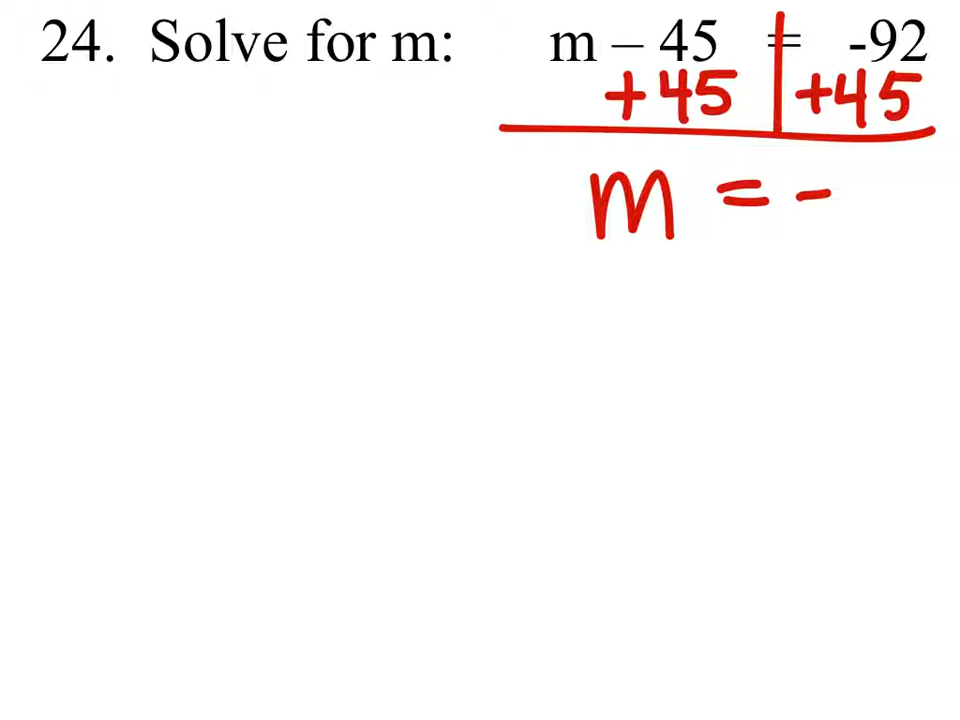 24. Solve for m: m – 45 = -92
+45 +45
m = -